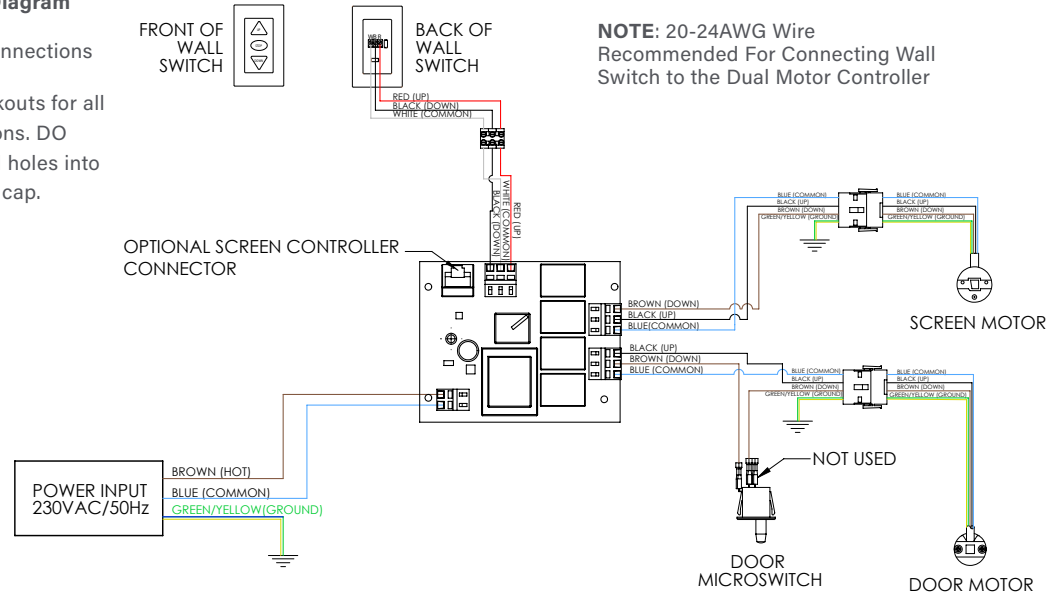 Diagram
nnections
kouts for all
ons. DO
holes into
cap.
FRONT OF
WALL
SWITCH
BACK OF
WALL
SWITCH
NOTE: 20-24AWG Wire
Recommended For Connecting Wall
Switch to the Dual Motor Controller
RED (UP)
BLACK (DOWN)
WHITE (COMMON)
RED (UP)
WHITE (COMMON)
BLACK (DOWN)
OPTIONAL SCREEN CONTROLLER
CONNECTOR
BLUE (COMMON)
BLACK (UP)
BROWN (DOWN)
GREEN/YELLOW (GROUND)
BLUE (COMMON)
BLACK (UP)
BROWN (DOWN)
GREEN/YELLOW (GROUND)
SCREEN MOTOR
BROWN (DOWN)
BLACK (UP)
BLUE(COMMON)
BLACK (UP)
BROWN (DOWN)
BLUE (COMMON)
BLUE (COMMON)
BLACK (UP)
BROWN (DOWN)
GREEN/YELLOW (GROUND)
BLUE (COMMON)
BLACK (UP)
BROWN (DOWN)
GREEN/YELLOW (GROUND)
NOT USED
DOOR
MICROSWITCH
DOOR MOTOR
POWER INPUT
230VAC/50Hz
BROWN (HOT)
BLUE (COMMON)
GREEN/YELLOW(GROUND)